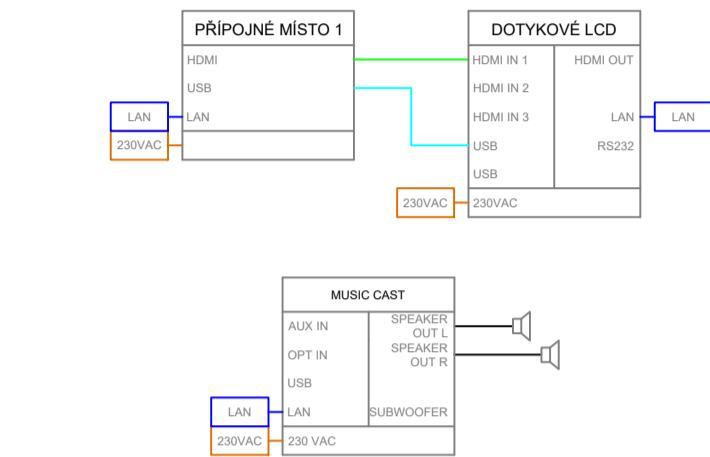 PŘÍPOJNÉ MÍSTO 1
HDMI
USB
LAN
LAN
230VAC
DOTYKOVÉ LCD
HDMI IN 1
HDMI OUT
HDMI IN 2
HDMI IN 3
LAN
LAN
USB
RS232
USB
230VAC
230VAC
MUSIC CAST
AUX IN
SPEAKER
OUT L
OPT IN
SPEAKER
OUT R
USB
LAN
LAN
SUBWOOFER
230VAC
230 VAC